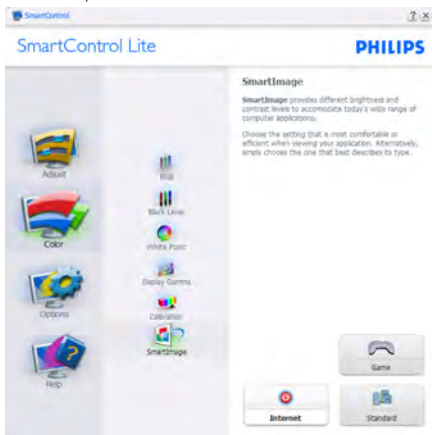 SmartControl
? X
SmartControl Lite
PHILIPS
SmartImage
SmartImage provides different brightness and
contrast levels to accomodate today's wide range of
computer applications.
Choose the setting that is most comfortable or
efficient when viewing your application. Alternatively,
simply choose the one that best describes its type.
Adjust
Color
Options
Help
RGB
Black Level
White Point
Display Gamma
Calibration
SmartImage
Game
Internet
Standard